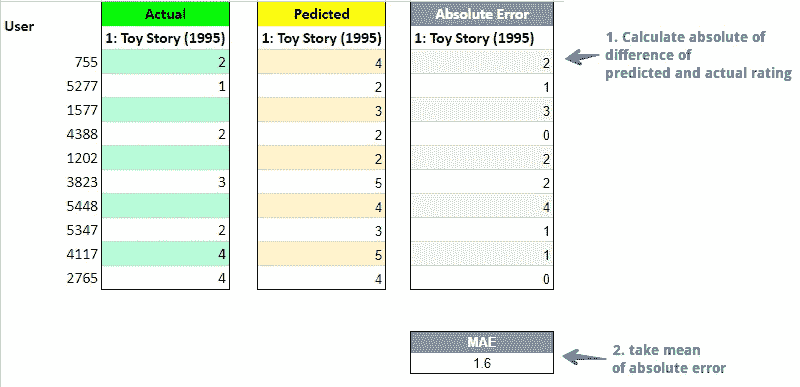 Actual Pedicted Absolute Error
User
1: Toy Story (1995) 1: Toy Story (1995) 1: Toy Story (1995)
1. Calculate absolute of
difference of
predicted and actual rating
755 2 4 2
5277 1 2 1
1577 3 3
4388 2 2 0
1202 2 2
3823 3 5 2
5448 4 4
5347 2 3 1
4117 4 5 1
2765 4 4 0
MAE
1.6
2. take mean
of absolute error